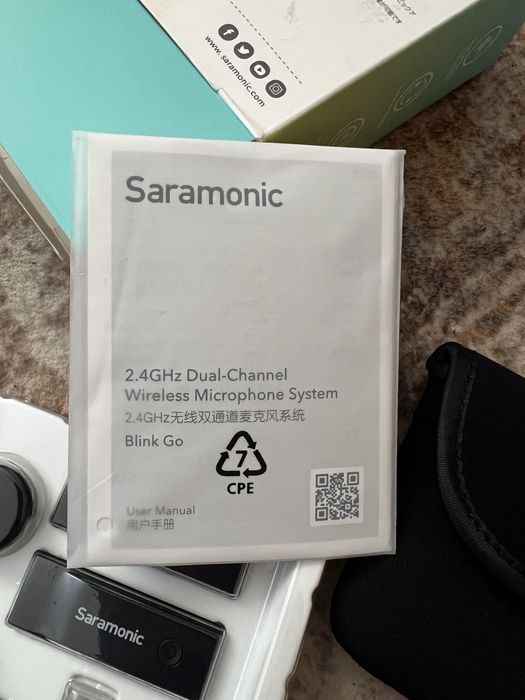 www.saramonic.com
Saramonic
2.4GHz Dual-Channel
Wireless Microphone System
2.4GHz无线双通道麦克风系统
Blink Go
7
CPE
User Manual
用户手册
Saramonic